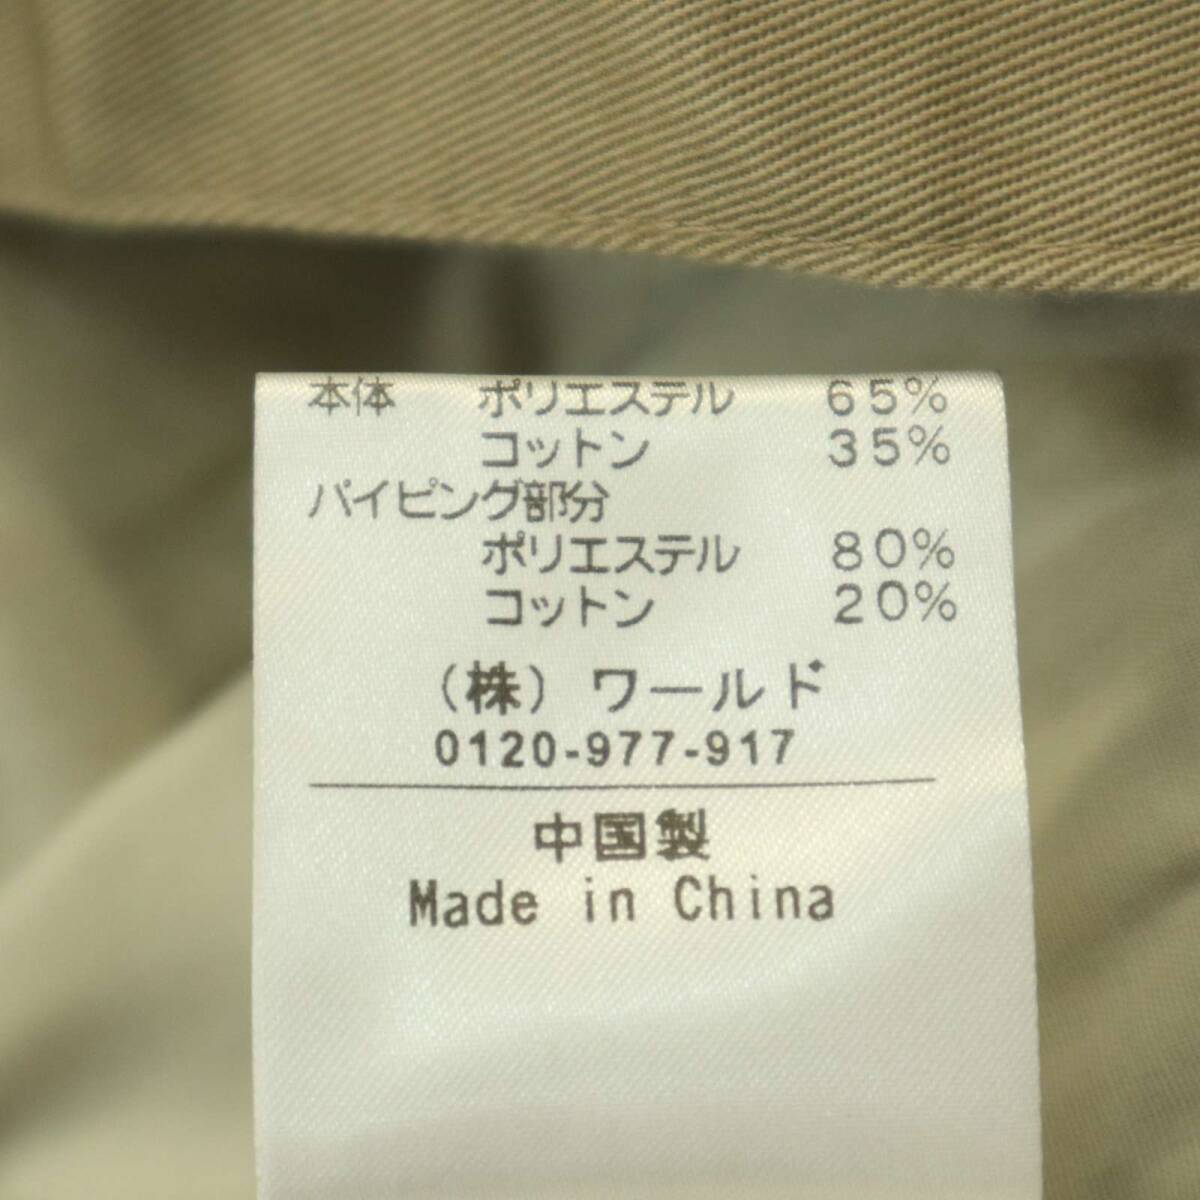 本体 ポリエステル 65%
コットン 35%
パイピング部分
ポリエステル 80%
コットン 20%
(株) ワールド
0120-977-917
中国製
Made in China